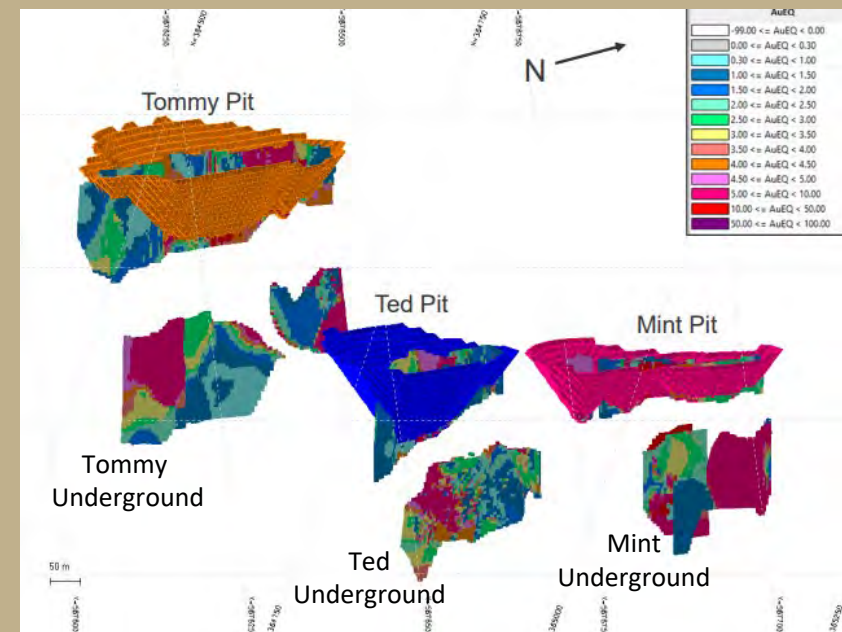 AuEQ
-99.00 <= AuEQ < 0.00
0.00 <= AuEQ < 0.30
0.30 <= AuEQ < 1.00
1.00 <= AuEQ < 1.50
1.50 <= AuEQ < 2.00
2.00 <= AuEQ < 2.50
2.50 <= AuEQ < 3.00
3.00 <= AuEQ < 3.50
3.50 <= AuEQ < 4.00
4.00 <= AuEQ < 4.50
4.50 <= AuEQ < 5.00
5.00 <= AuEQ < 10.00
10.00 <= AuEQ < 50.00
50.00 <= AuEQ < 100.00
N
Tommy Pit
Ted Pit
Mint Pit
Tommy
Underground
Ted
Underground
Mint
Underground
50 m